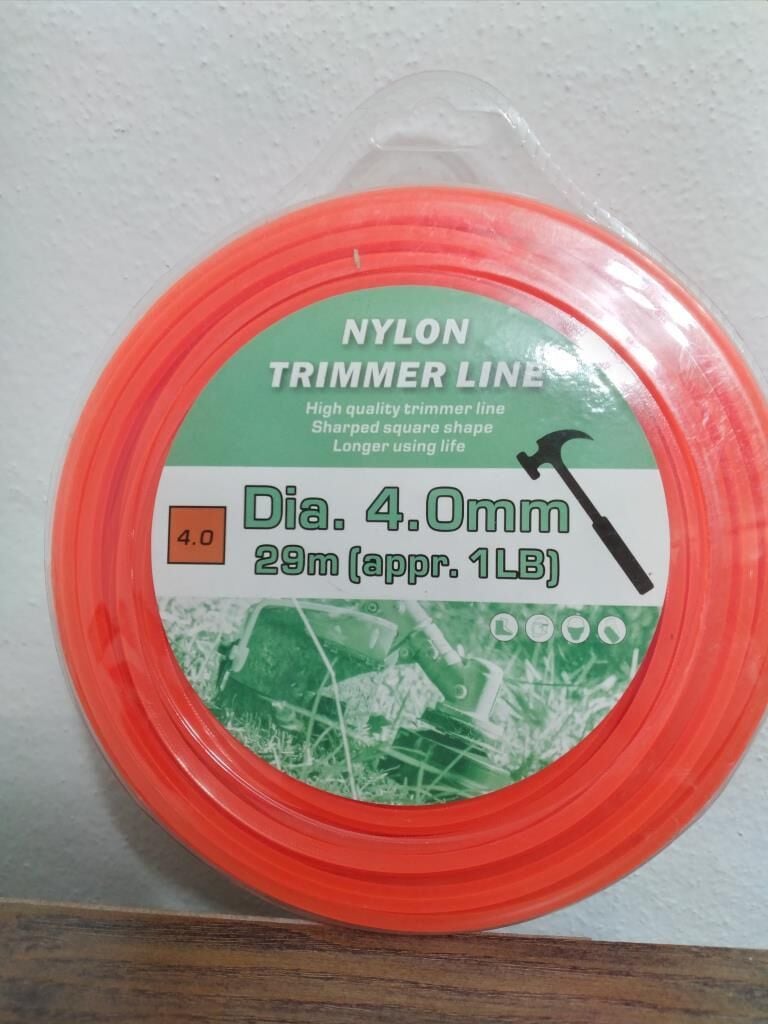 NYLON
TRIMMER LINE
High quality trimmer line
Sharped square shape
Longer using life
Dia. 4.0mm
4.0
29m (appr. 1LB)